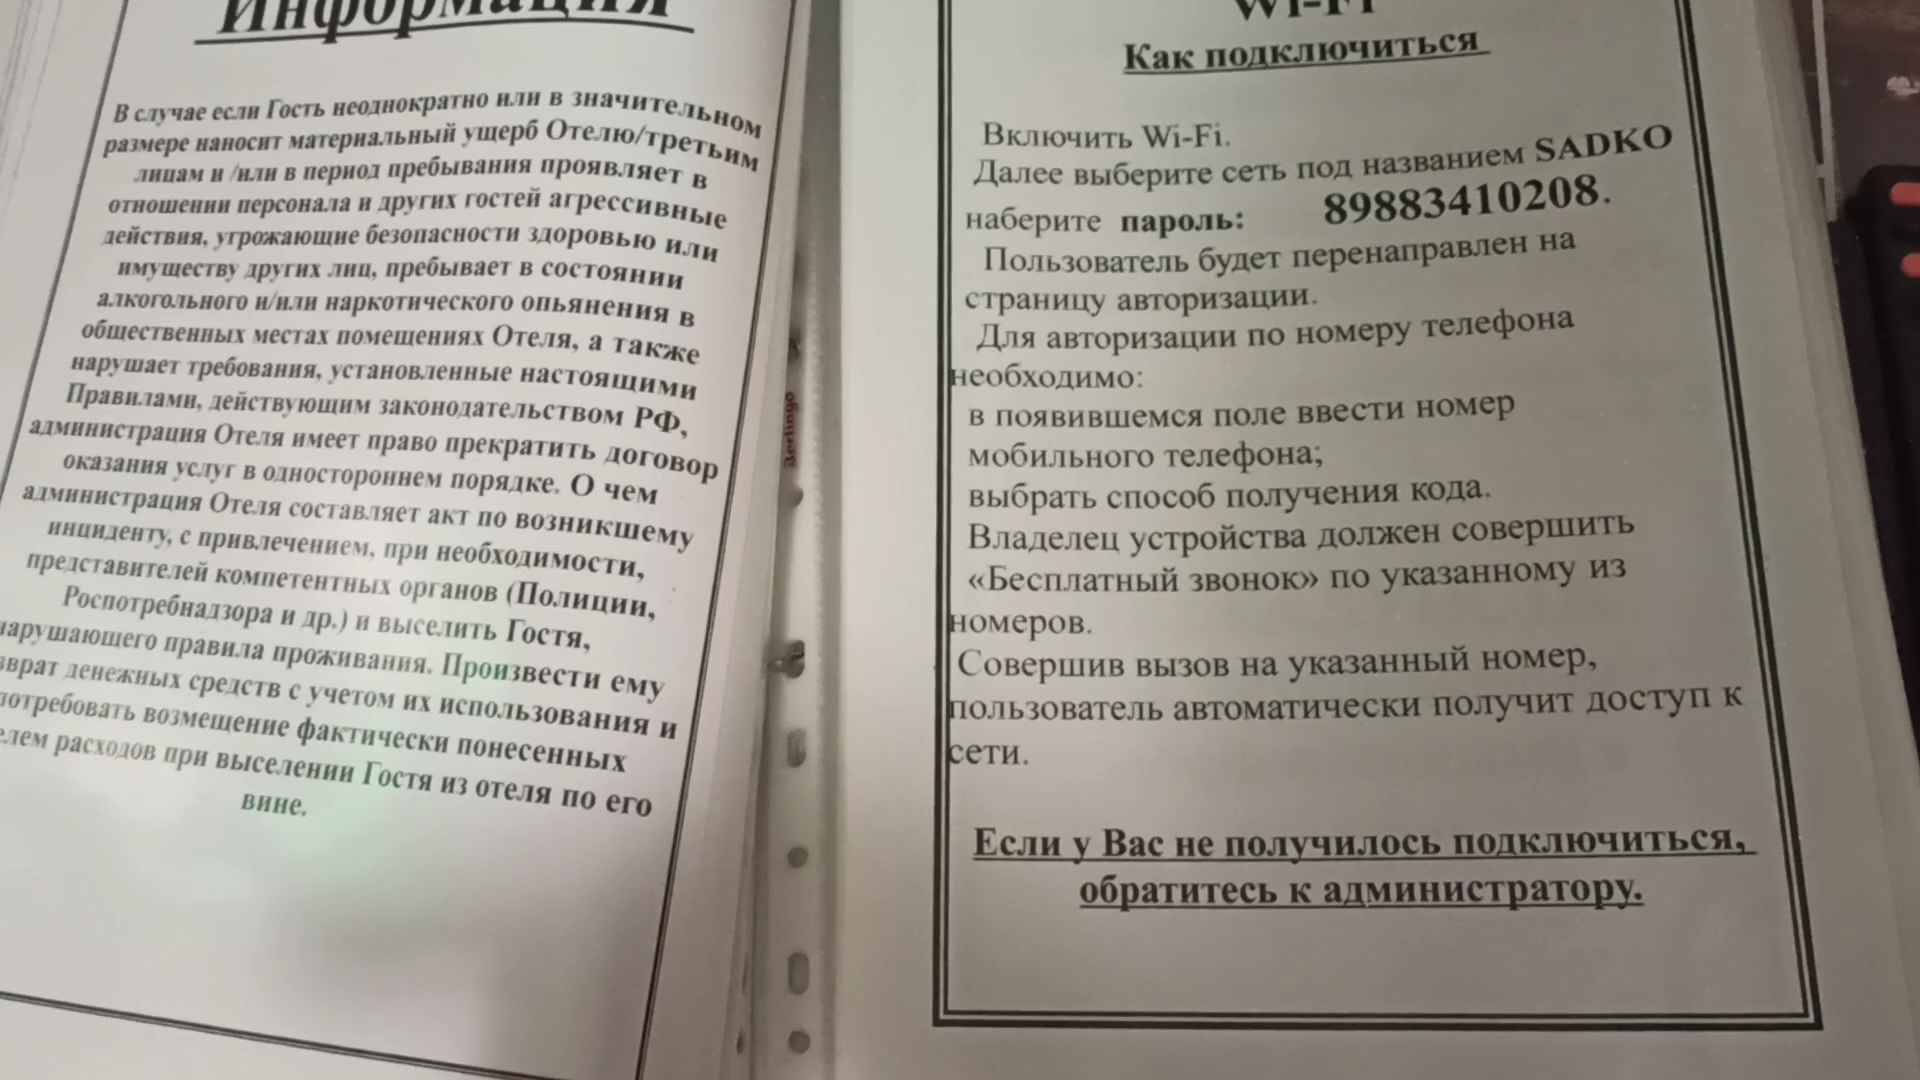 Информация
В случае если Гость неоднократно или в значительном
размере наносит материальный ущерб Отелю/третьим
лицам и /или в период пребывания проявляет в
отношении персонала и других гостей агрессивные
действия, угрожающие безопасности здоровью или
имуществу других лиц, пребывает в состоянии
алкогольного и/или наркотического опьянения в
общественных местах помещениях Отеля, а также
нарушает требования, установленные настоящими
Правилами, действующим законодательством РФ,
администрация Отеля имеет право прекратить договор
оказания услуг в одностороннем порядке. О чем
администрация Отеля составляет акт по возникшему
инциденту, с привлечением, при необходимости,
представителей компетентных органов (Полиции,
Роспотребнадзора и др.) и выселить Гостя,
нарушающего правила проживания. Произвести ему
зврат денежных средств с учетом их использования и
потребовать возмещение фактически понесенных
елем расходов при выселении Гостя из отеля по его
вине.
Berlingo
Wi-Fi
Как подключиться
Включить Wi-Fi.
Далее выберите сеть под названием SADKO
наберите пароль: 89883410208.
Пользователь будет перенаправлен на
страницу авторизации.
Для авторизации по номеру телефона
необходимо:
в появившемся поле ввести номер
мобильного телефона;
выбрать способ получения кода.
Владелец устройства должен совершить
«Бесплатный звонок» по указанному из
номеров.
Совершив вызов на указанный номер,
пользователь автоматически получит доступ к
сети.
Если у Вас не получилось подключиться,
обратитесь к администратору.